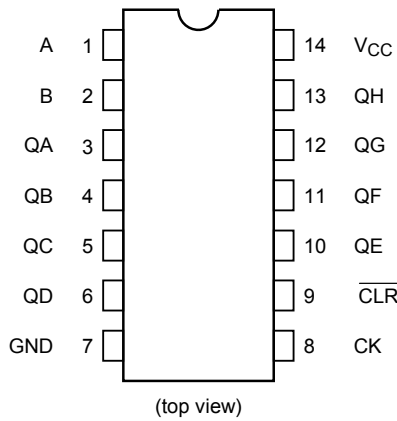 A 1 14 VCC
B 2 13 QH
QA 3 12 QG
QB 4 11 QF
QC 5 10 QE
QD 6 9 C̅L̅R̅
GND 7 8 CK
(top view)